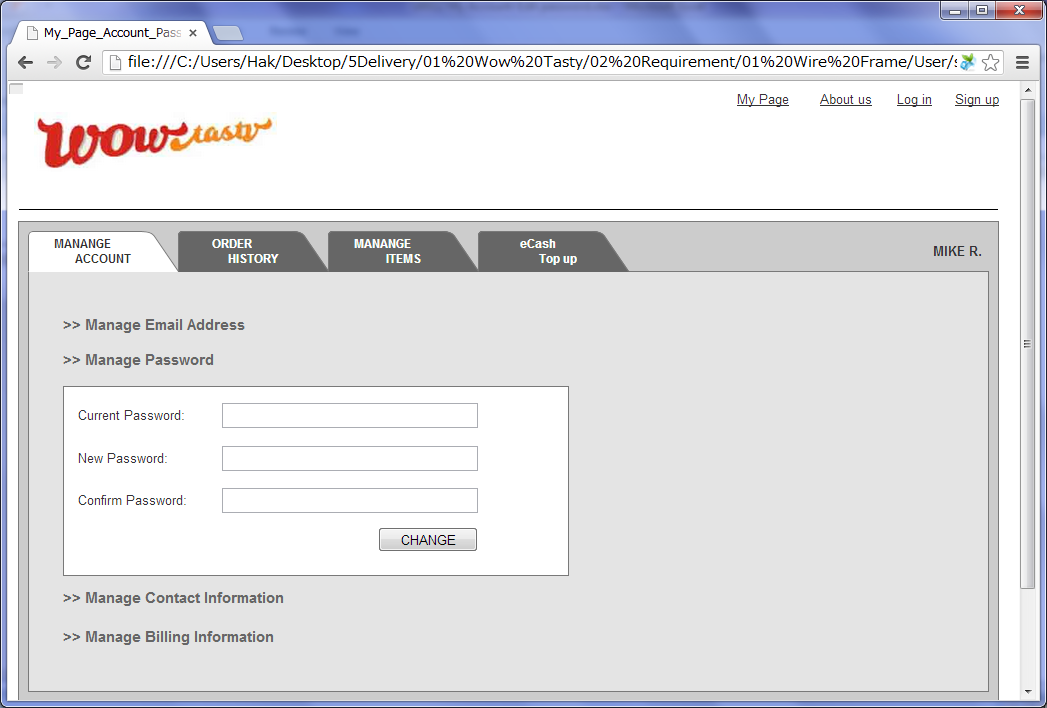 My_Page_Account_Pass
file:///C:/Users/Hak/Desktop/5Delivery/01%20Wow%20Tasty/02%20Requirement/01%20Wire%20Frame/User/s
My Page About us Log in Sign up
wow tasty
MANANGE
ACCOUNT
ORDER
HISTORY
MANANGE
ITEMS
eCash
Top up
MIKE R.
>> Manage Email Address
>> Manage Password
Current Password:
New Password:
Confirm Password:
CHANGE
>> Manage Contact Information
>> Manage Billing Information